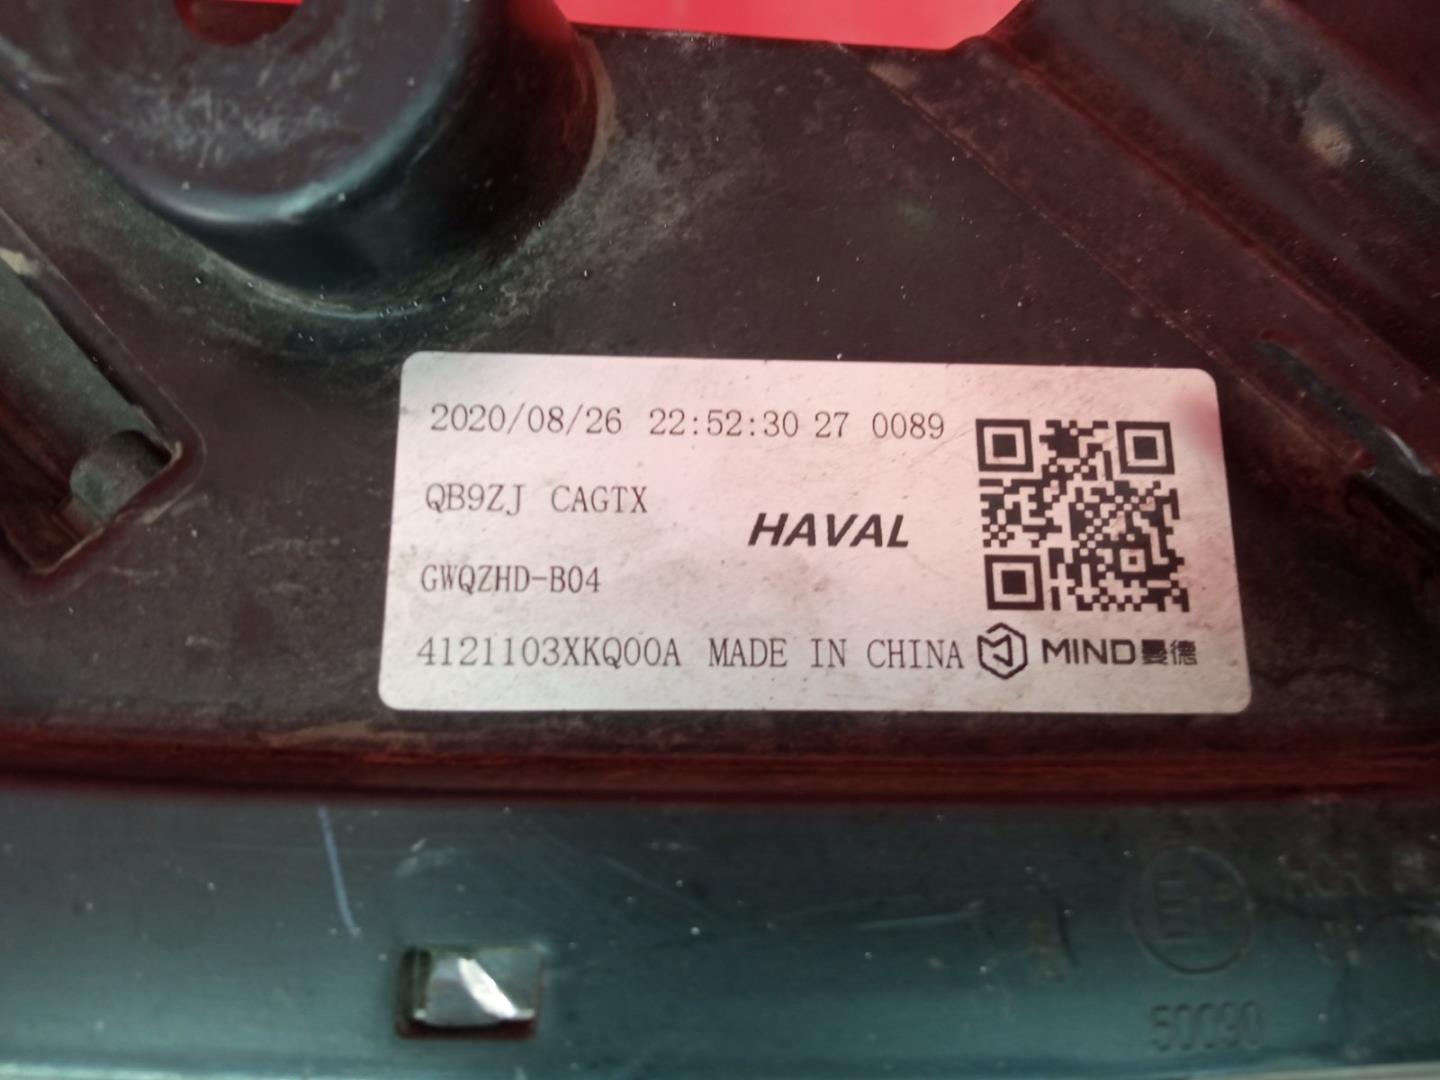 2020/08/26 22:52:30 27 0089
QB9ZJ CAGTX
HAVAL
GWQZHD-B04
4121103XKQ00A MADE IN CHINA MIND曼德
50090